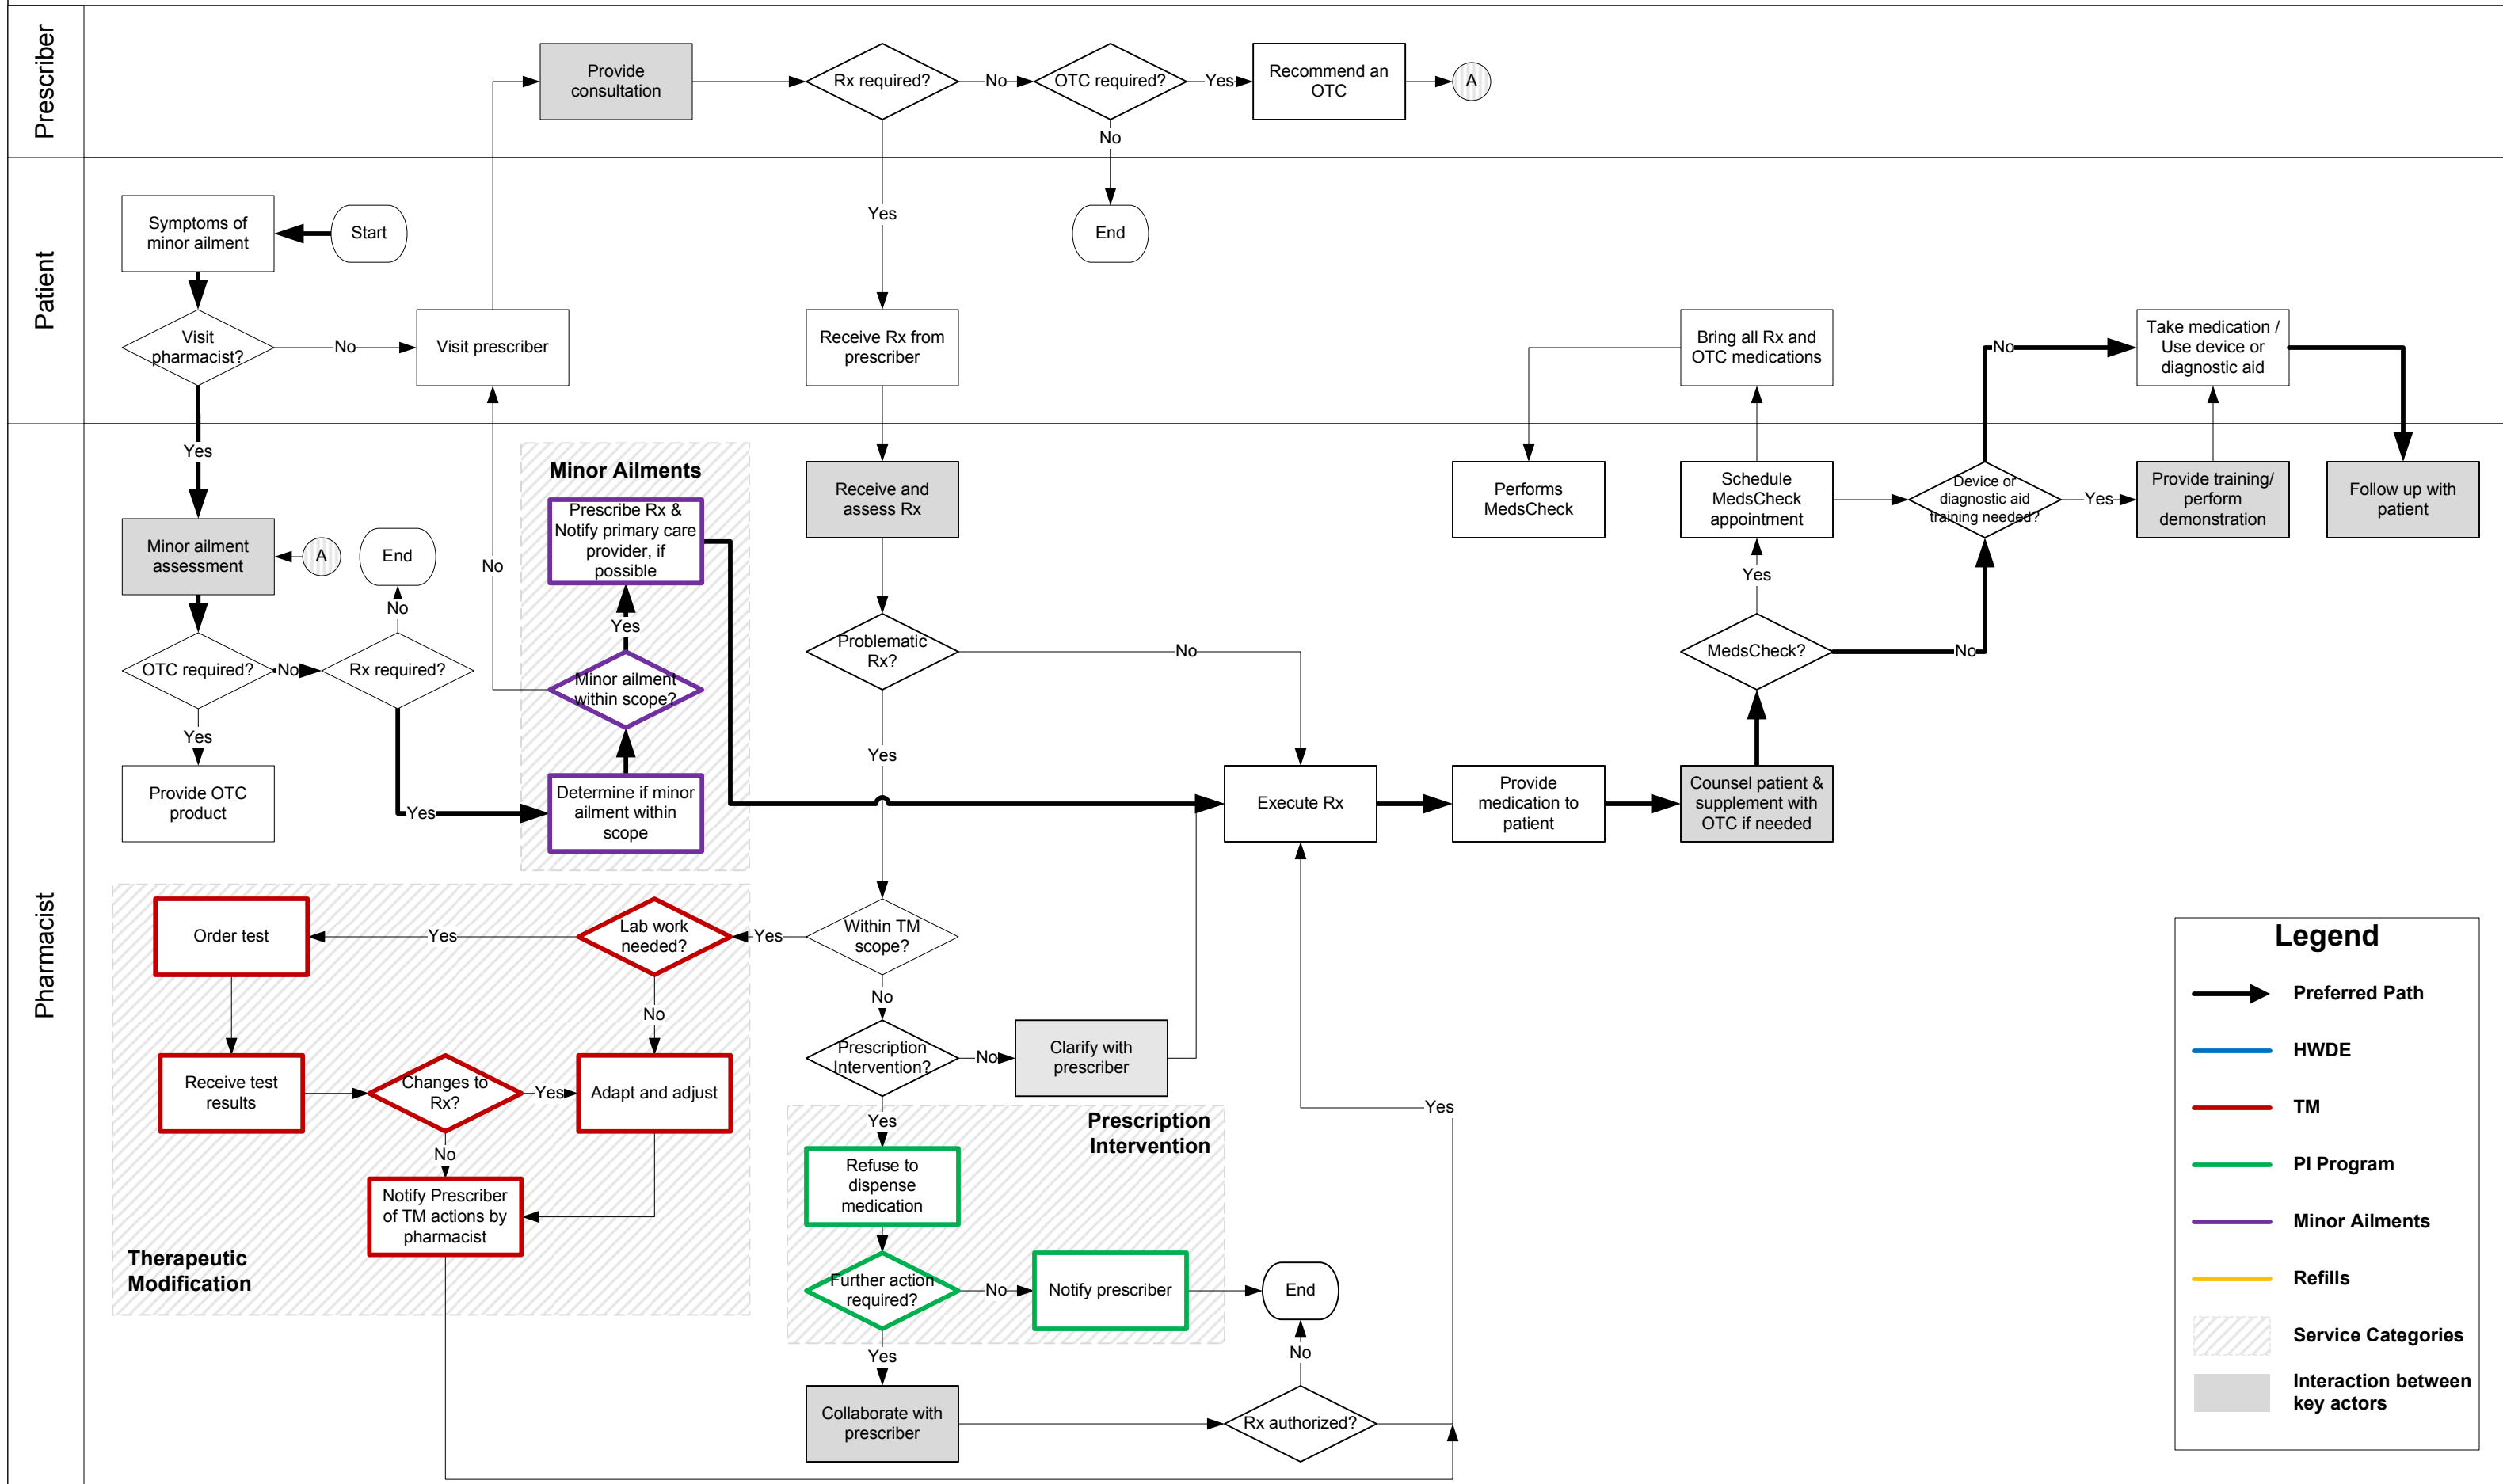 Prescriber
Provide
consultation
Rx required?
No
OTC required?
Yes
Recommend an
OTC
A
No
Yes
End
Patient
Symptoms of
minor ailment
Start
Visit
pharmacist?
No
Visit prescriber
Receive Rx from
prescriber
Bring all Rx and
OTC medications
No
Take medication /
Use device or
diagnostic aid
Pharmacist
Yes
Minor ailment
assessment
A
End
No
OTC required?
No
Rx required?
Yes
Provide OTC
product
Yes
No
Minor Ailments
Prescribe Rx &
Notify primary care
provider, if
possible
Yes
Minor ailment
within scope?
Determine if minor
ailment within
scope
Receive and
assess Rx
Problematic
Rx?
No
Yes
Performs
MedsCheck
Schedule
MedsCheck
appointment
Device or
diagnostic aid
training needed?
Yes
Provide training/
perform
demonstration
Follow up with
patient
Yes
MedsCheck?
No
Execute Rx
Provide
medication to
patient
Counsel patient &
supplement with
OTC if needed
Order test
Yes
Lab work
needed?
Yes
Within TM
scope?
No
No
Receive test
results
Changes to
Rx?
Yes
Adapt and adjust
No
Notify Prescriber
of TM actions by
pharmacist
Therapeutic
Modification
Prescription
Intervention?
No
Clarify with
prescriber
Yes
Prescription
Intervention
Refuse to
dispense
medication
Further action
required?
No
Notify prescriber
End
Yes
No
Collaborate with
prescriber
Rx authorized?
Yes
Legend
Preferred Path
HWDE
TM
PI Program
Minor Ailments
Refills
Service Categories
Interaction between
key actors